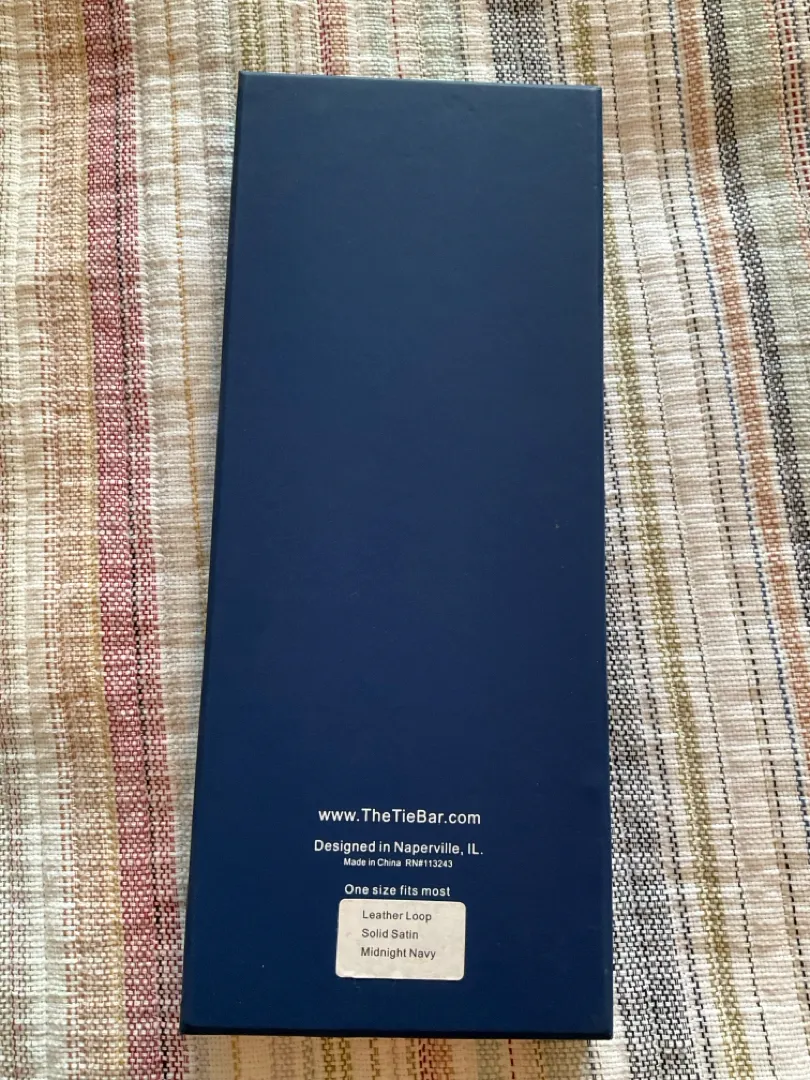 www.TheTieBar.com
Designed in Naperville, IL.
Made in China RN#113243
One size fits most
Leather Loop
Solid Satin
Midnight Navy